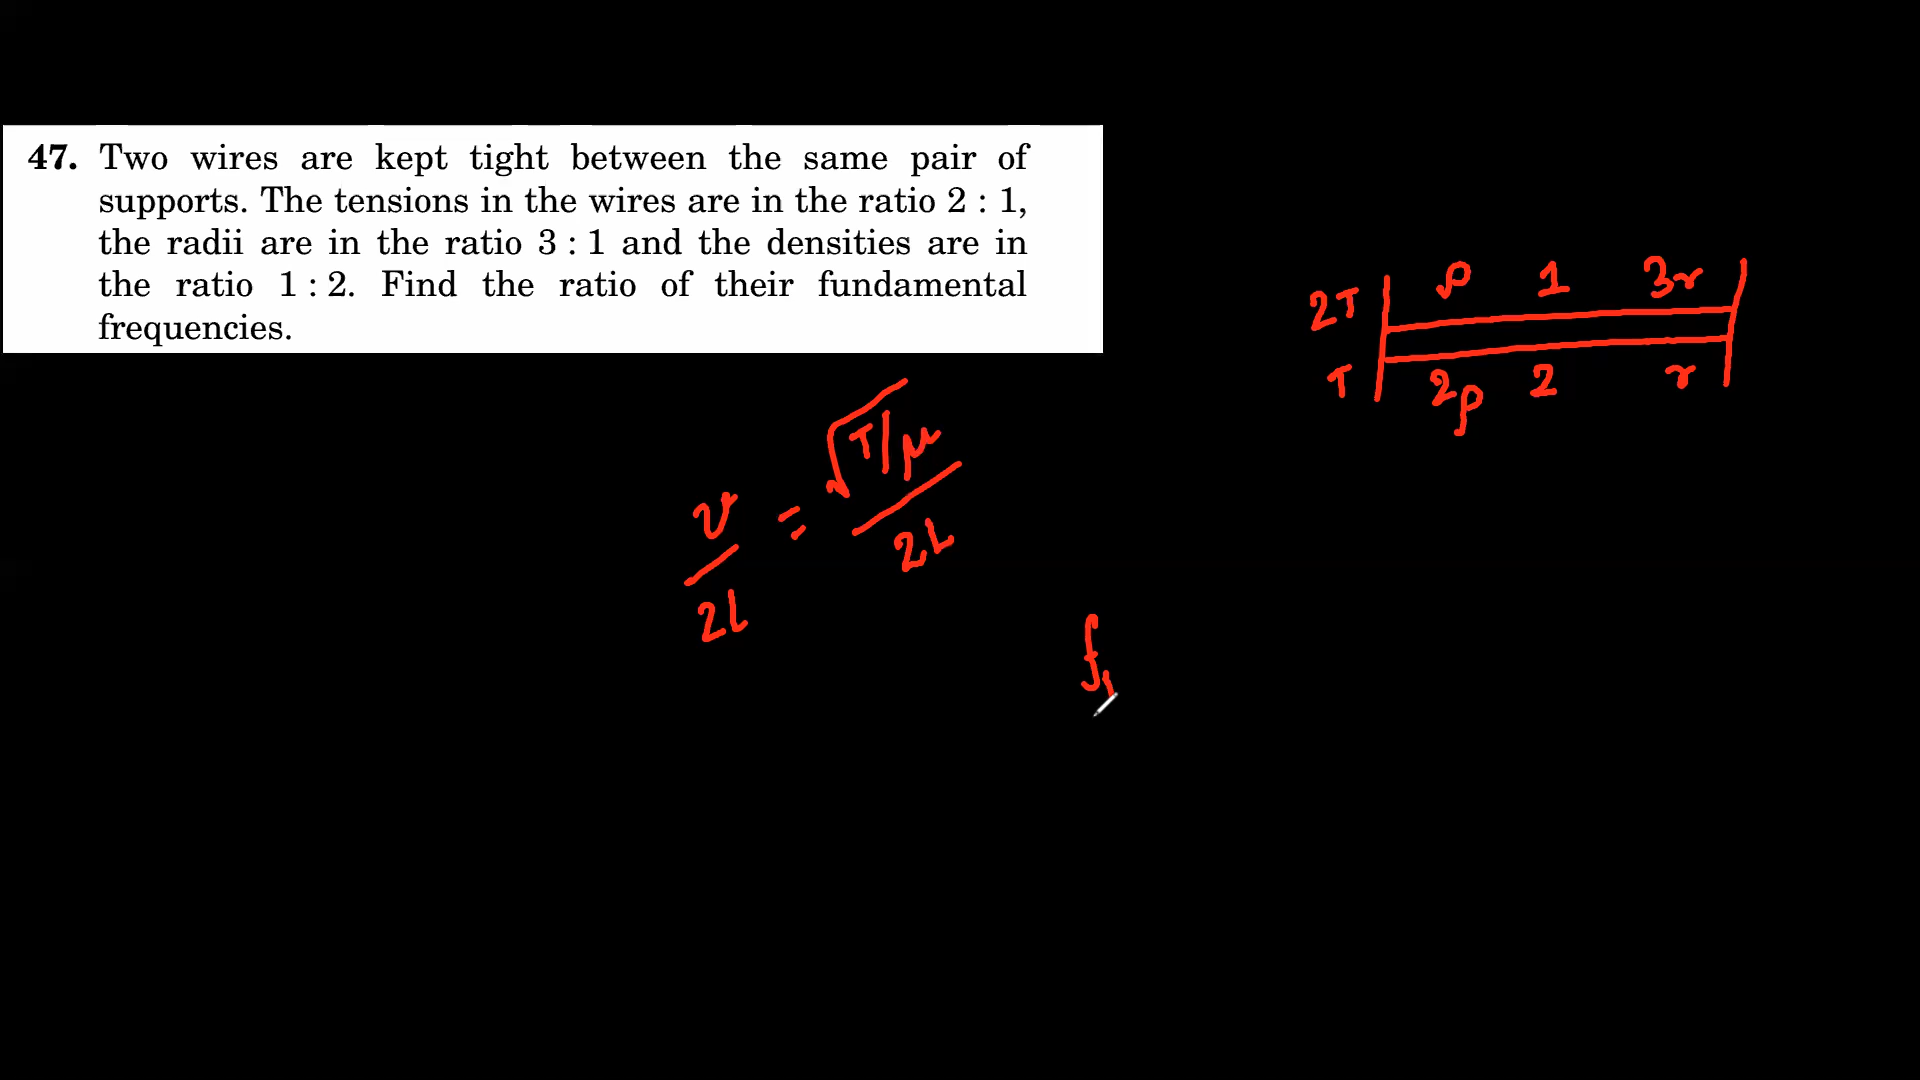 47. Two wires are kept tight between the same pair of
supports. The tensions in the wires are in the ratio 2 : 1,
the radii are in the ratio 3 : 1 and the densities are in
the ratio 1 : 2. Find the ratio of their fundamental
frequencies.
2T ρ 1 3r
T 2ρ 2 r
v/2L = √T/μ / 2L
f₁